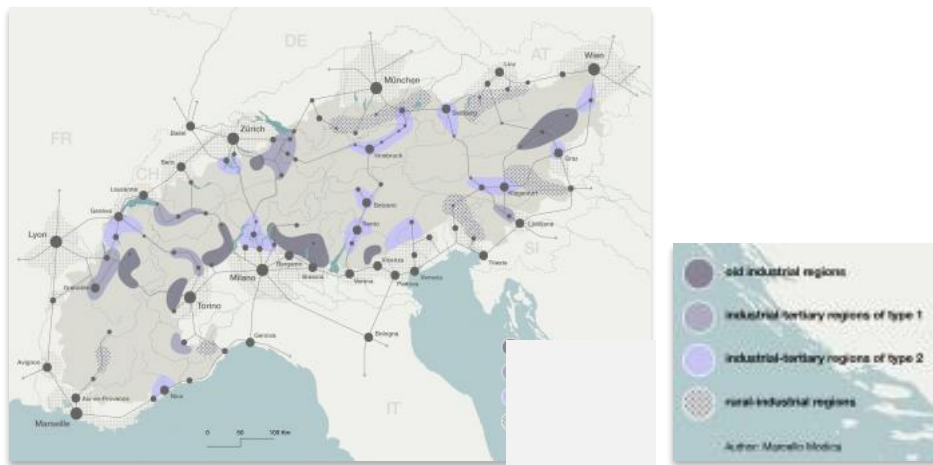 DE
AT
Linz
Wien
München
Salzburg
FR
Basel
Zürich
Innsbruck
Bern
CH
Graz
Lausanne
Klagenfurt
Geneva
Bolzano
Trento
Ljubljana
SI
Lyon
Milano
Bergamo
Brescia
Vicenza
Verona
Padova
Venezia
Trieste
Grenoble
Torino
Genova
Bologna
Avignon
Aix-en-Provence
Nice
Marseille
IT
0 50 100 Km
old industrial regions
industrial-tertiary regions of type 1
industrial-tertiary regions of type 2
rural-industrial regions
Author: Marcello Modica